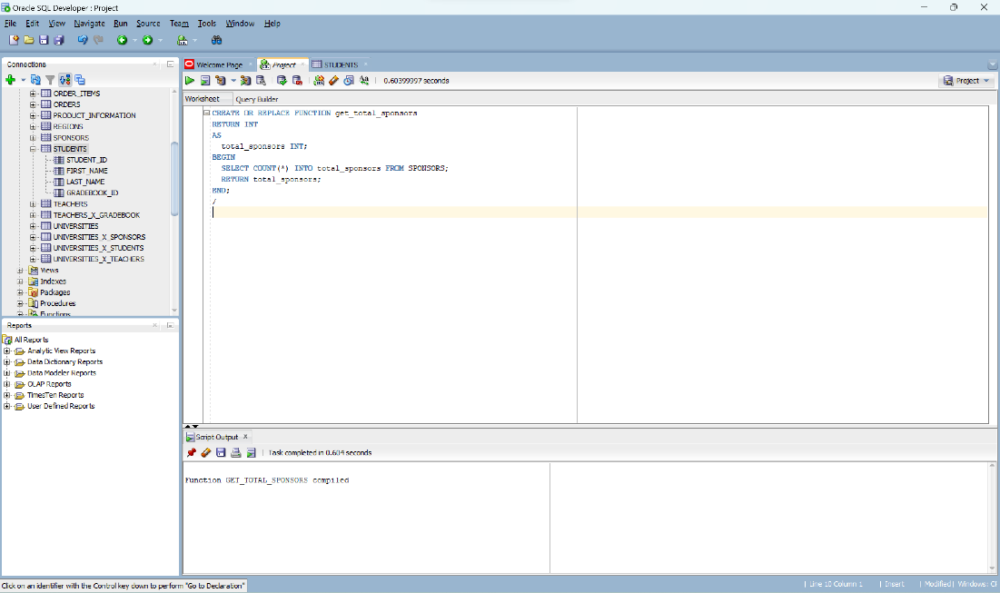 Oracle SQL Developer : Project
File Edit View Navigate Run Source Team Tools Window Help
Connections
ORDER_ITEMS
ORDERS
PRODUCT_INFORMATION
REGIONS
SPONSORS
STUDENTS
STUDENT_ID
FIRST_NAME
LAST_NAME
GRADEBOOK_ID
TEACHERS
TEACHERS_X_GRADEBOOK
UNIVERSITIES
UNIVERSITIES_X_SPONSORS
UNIVERSITIES_X_STUDENTS
UNIVERSITIES_X_TEACHERS
Views
Indexes
Packages
Procedures
Functions
Reports
All Reports
Analytic View Reports
Data Dictionary Reports
Data Modeler Reports
OLAP Reports
TimesTen Reports
User Defined Reports
Welcome Page Project STUDENTS
0.60399997 seconds
Project
Worksheet Query Builder
CREATE OR REPLACE FUNCTION get_total_sponsors
RETURN INT
AS
total_sponsors INT;
BEGIN
SELECT COUNT(*) INTO total_sponsors FROM SPONSORS;
RETURN total_sponsors;
END;
/
Script Output
Task completed in 0.604 seconds
Function GET_TOTAL_SPONSORS compiled
Click on an identifier with the Control key down to perform "Go to Declaration"
Line 10 Column 1 | Insert | Modified | Windows: Cl